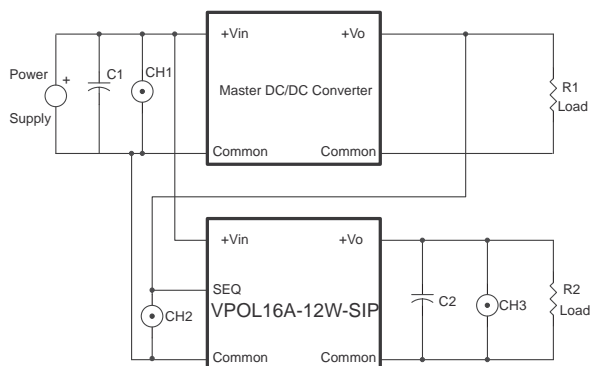 +Vin
+Vo
Power
+
Supply
C1
CH1
Master DC/DC Converter
R1
Load
Common
Common
+Vin
+Vo
SEQ
CH2
VPOL16A-12W-SIP
C2
CH3
R2
Load
Common
Common